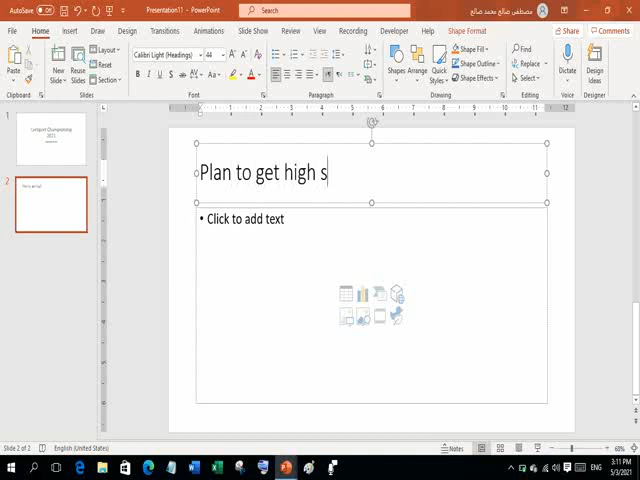 AutoSave Off Presentation11 - PowerPoint Search مصطفى صالح محمد صالح
File Home Insert Draw Design Transitions Animations Slide Show Review View Recording Format Help Shape Format Share Comments
Paste New Slide Reuse Slides Layout Reset Section Calibri Light (Headings) 44 Shapes Arrange Quick Styles Shape Fill Shape Outline Shape Effects Find Replace Select Dictate Design Ideas
Clipboard Slides Font Paragraph Drawing Editing Voice Designer
1
2
Plan to get high s
• Click to add text
Slide 2 of 2 English (United States) Notes 68%
ENG 3:11 PM
5/3/2021